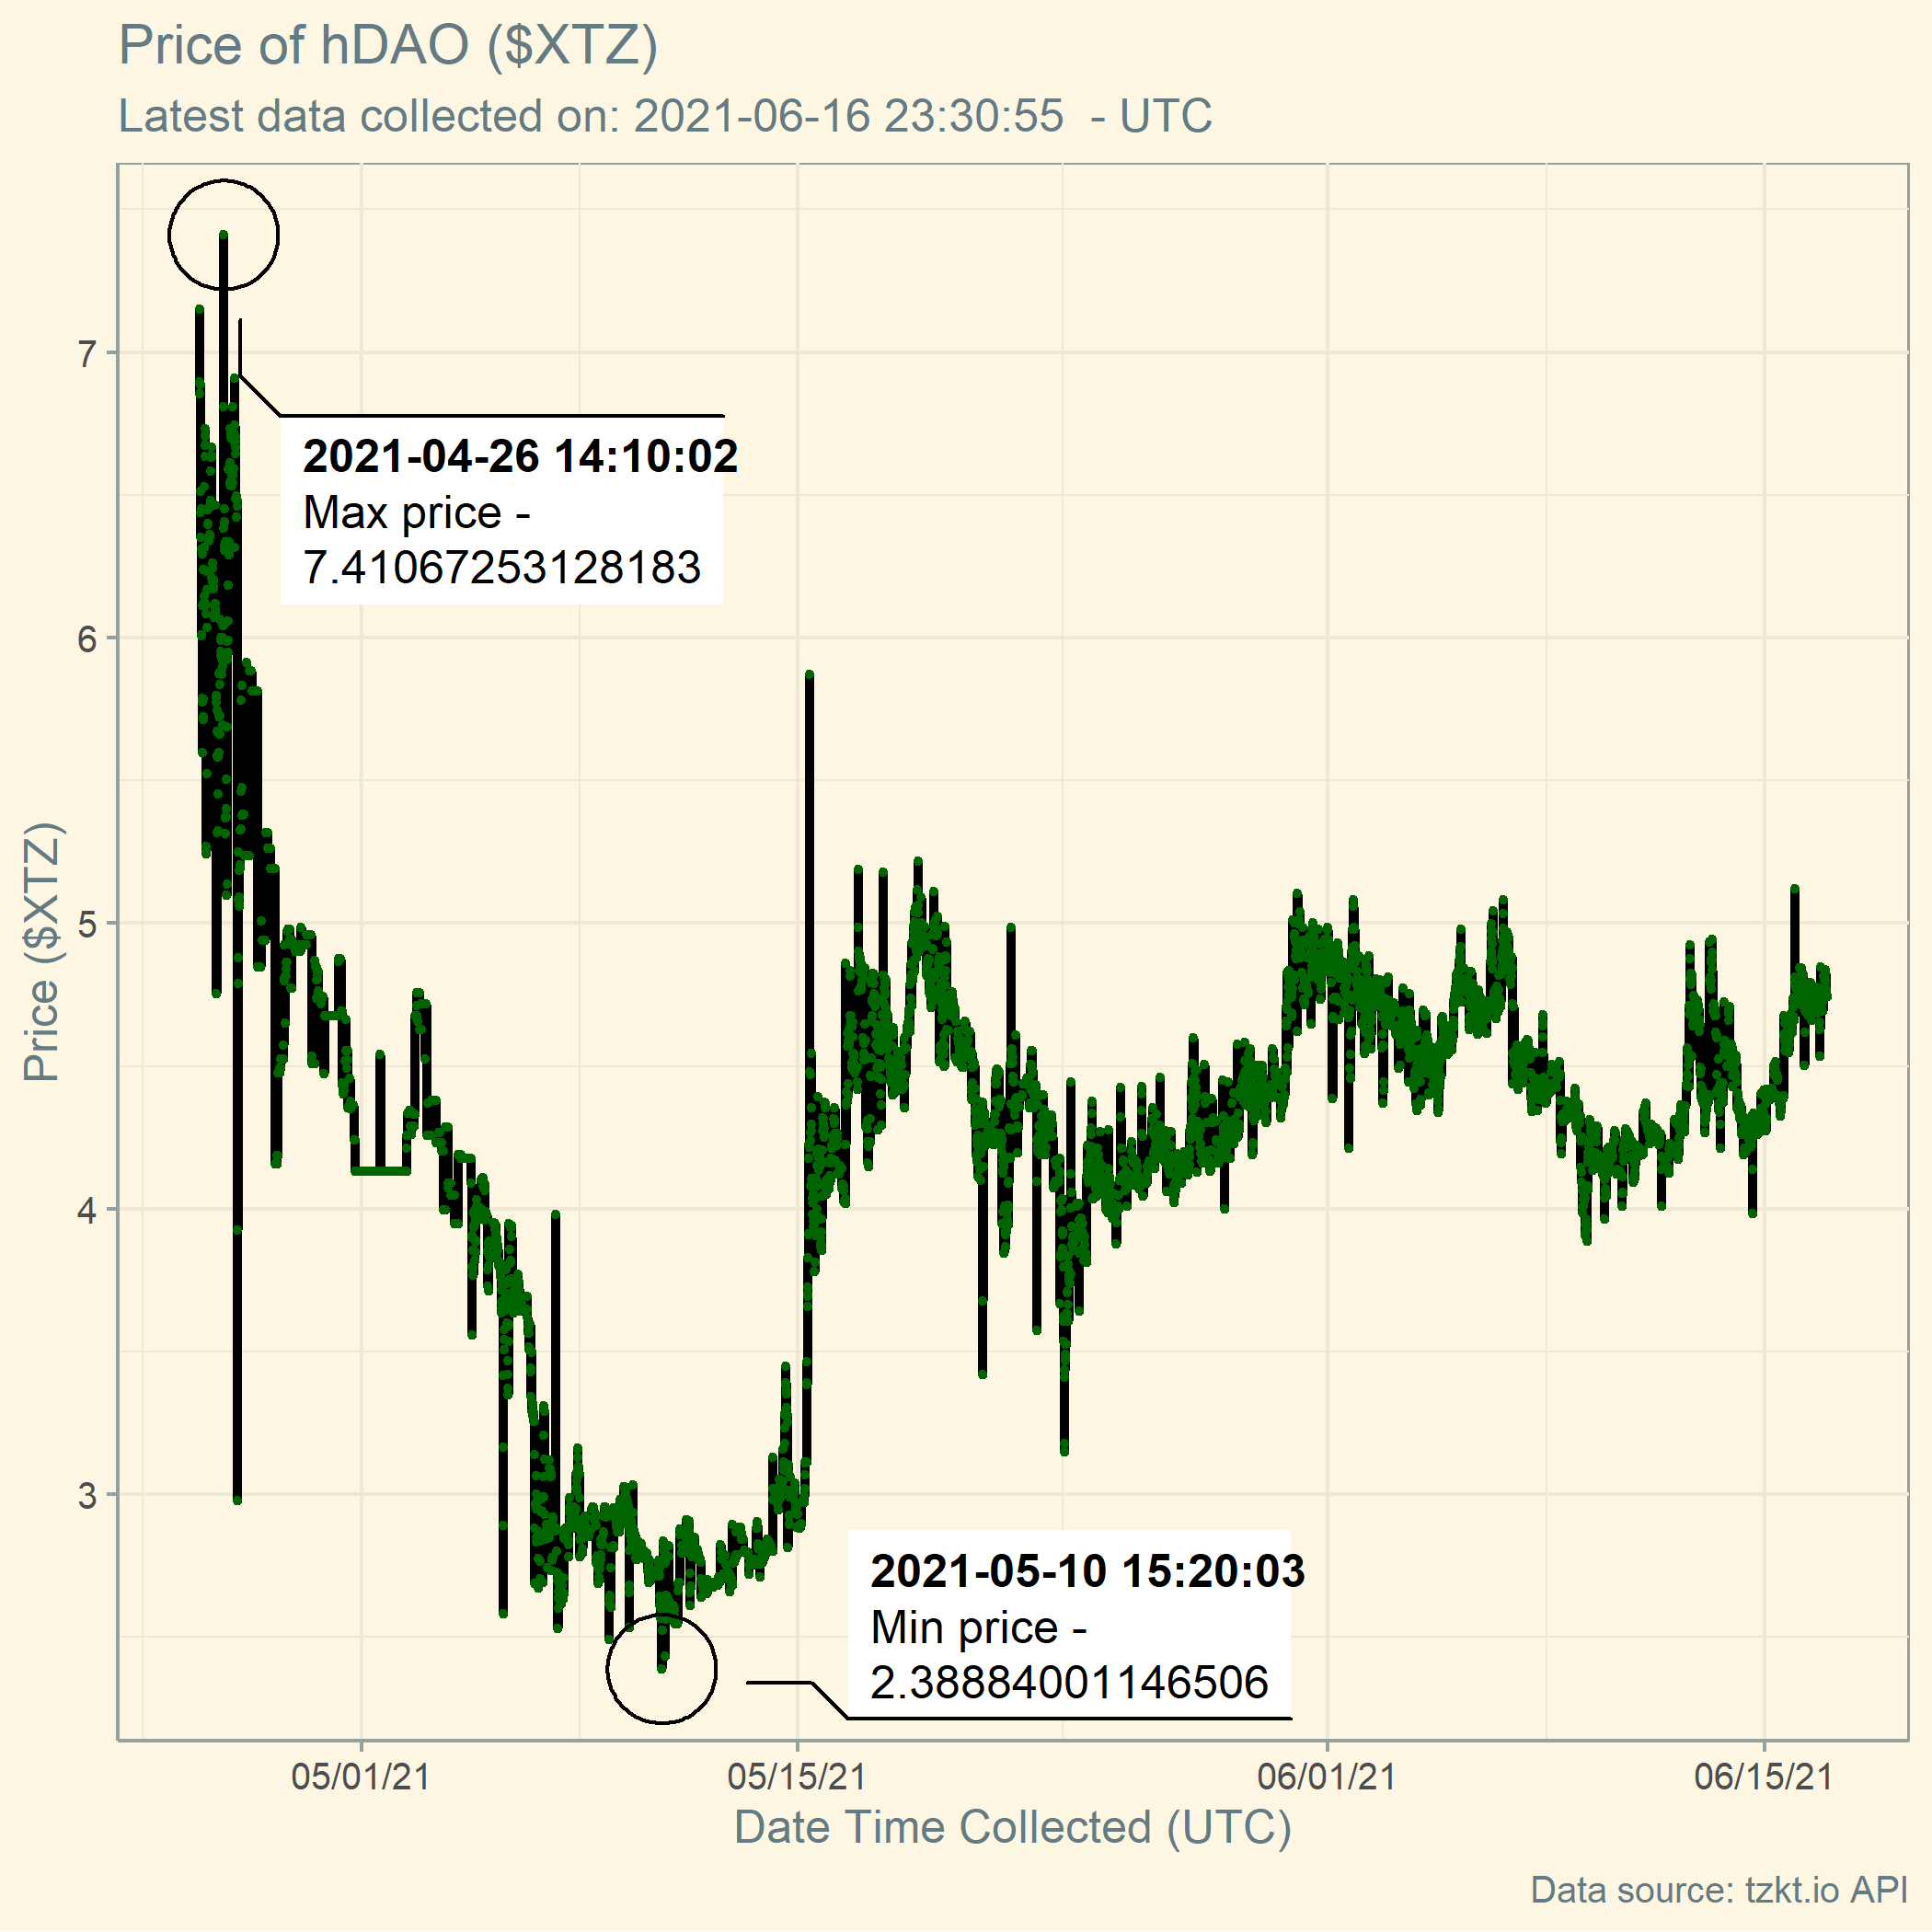 Price of hDAO ($XTZ)
Latest data collected on: 2021-06-16 23:30:55  - UTC
7
6
5
4
3
Price ($XTZ)
2021-04-26 14:10:02
Max price -
7.41067253128183
2021-05-10 15:20:03
Min price -
2.38884001146506
05/01/21
05/15/21
06/01/21
06/15/21
Date Time Collected (UTC)
Data source: tzkt.io API